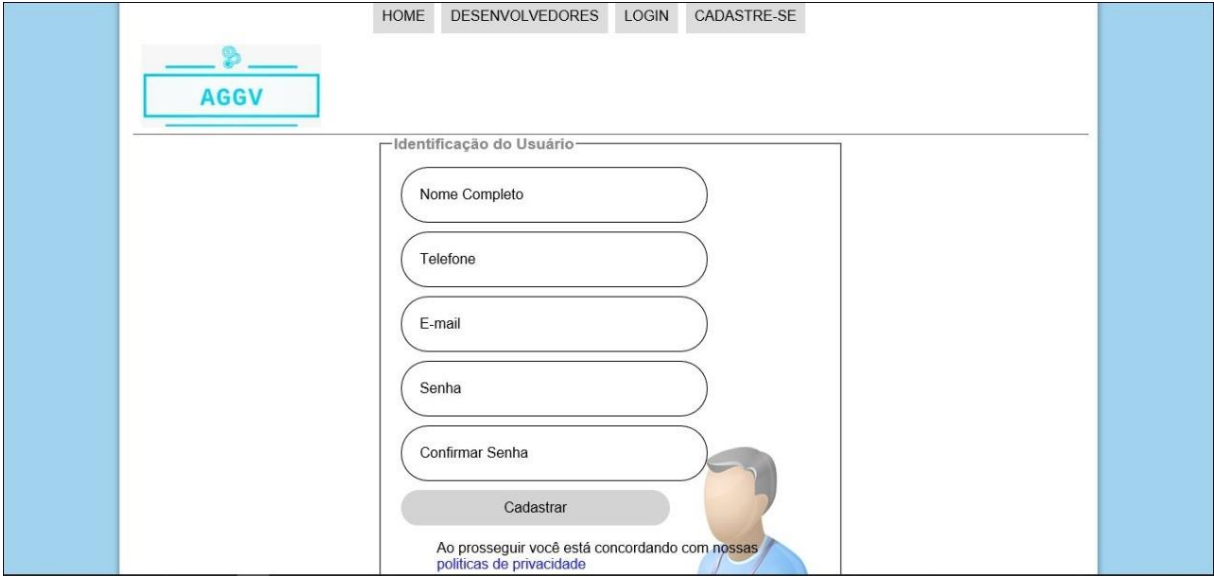 HOME DESENVOLVEDORES LOGIN CADASTRE-SE
AGGV
Identificação do Usuário
Nome Completo
Telefone
E-mail
Senha
Confirmar Senha
Cadastrar
Ao prosseguir você está concordando com nossas
politicas de privacidade